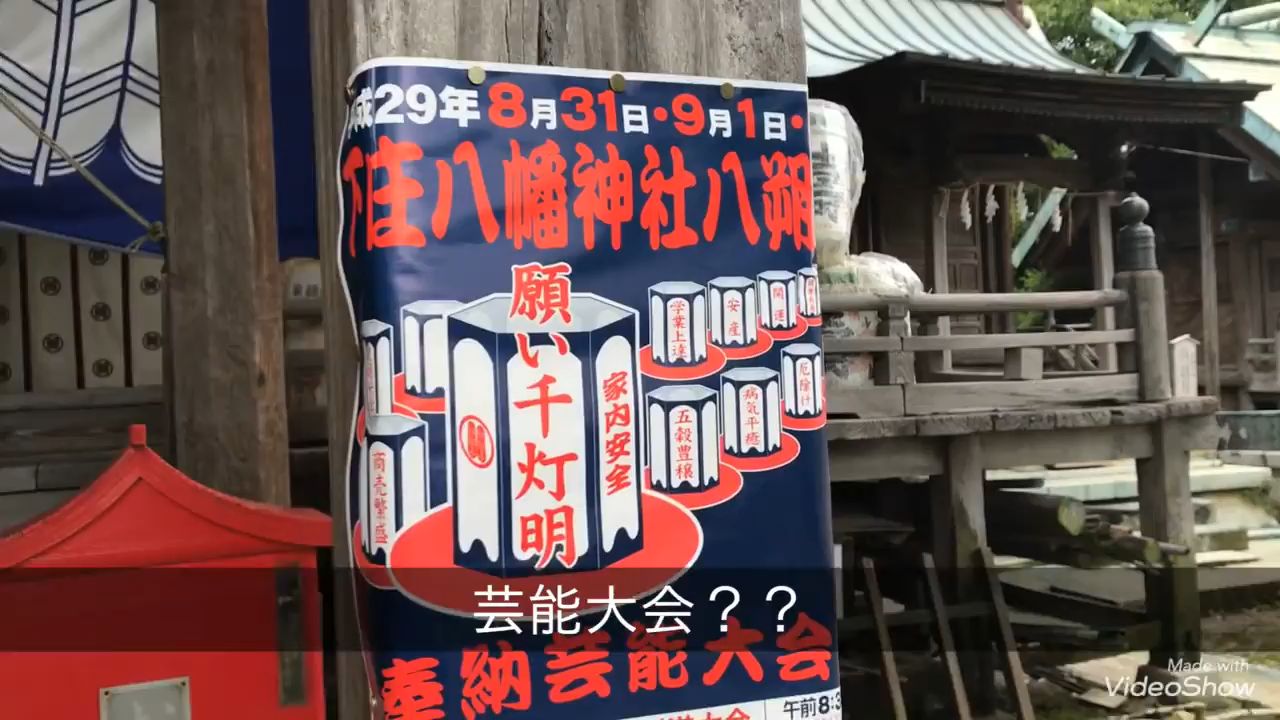 成29年 8月31日・9月1日・
下庄八幡神社八朔
願い千灯明
家内安全
学業上達
安産
開運
五穀豊穣
病気平癒
厄除け
商売繁盛
芸能大会？？
奉納芸能大会
午前8:3
Made with
VideoShow